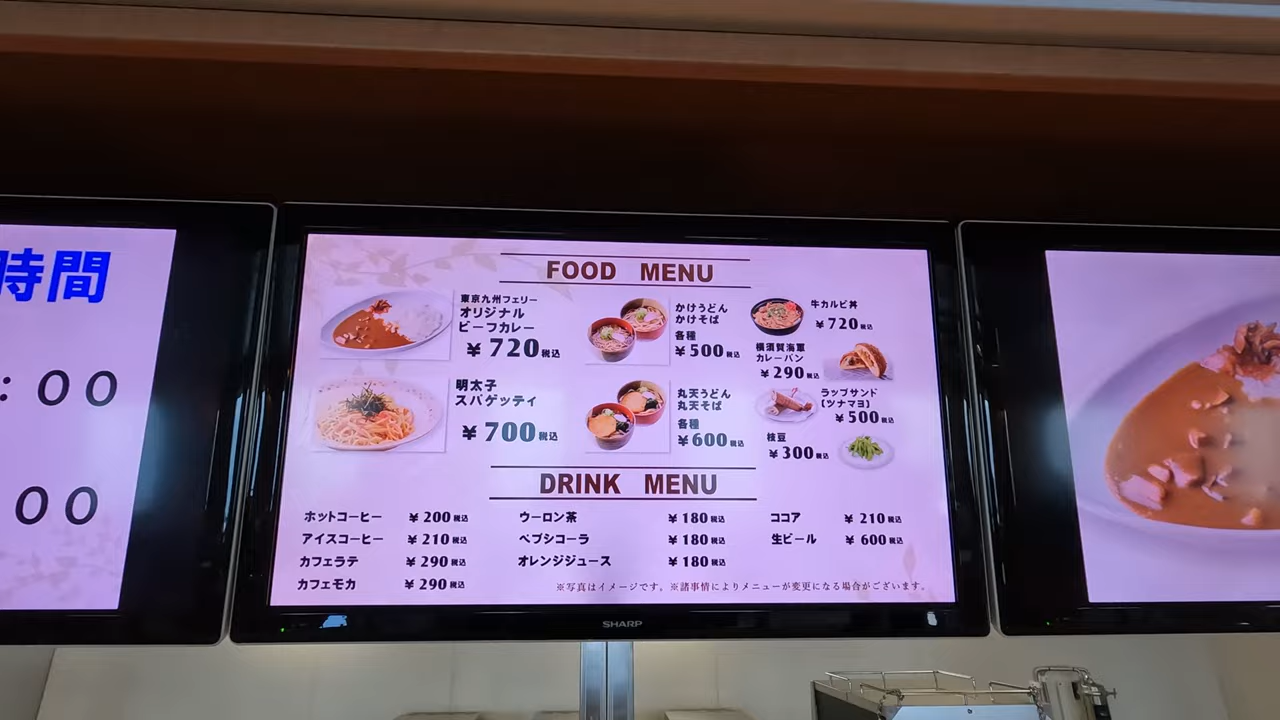 時間
:00
00
FOOD MENU
東京九州フェリー
オリジナル
ビーフカレー
¥720税込
明太子
スパゲッティ
¥700税込
かけうどん
かけそば
各種
¥500税込
丸天うどん
丸天そば
各種
¥600税込
牛カルビ丼
¥720税込
横須賀海軍
カレーパン
¥290税込
ラップサンド
(ツナマヨ)
¥500税込
枝豆
¥300税込
DRINK MENU
ホットコーヒー ¥200税込
アイスコーヒー ¥210税込
カフェラテ ¥290税込
カフェモカ ¥290税込
ウーロン茶 ¥180税込
ペプシコーラ ¥180税込
オレンジジュース ¥180税込
ココア ¥210税込
生ビール ¥600税込
※写真はイメージです。※諸事情によりメニューが変更になる場合がございます。
SHARP